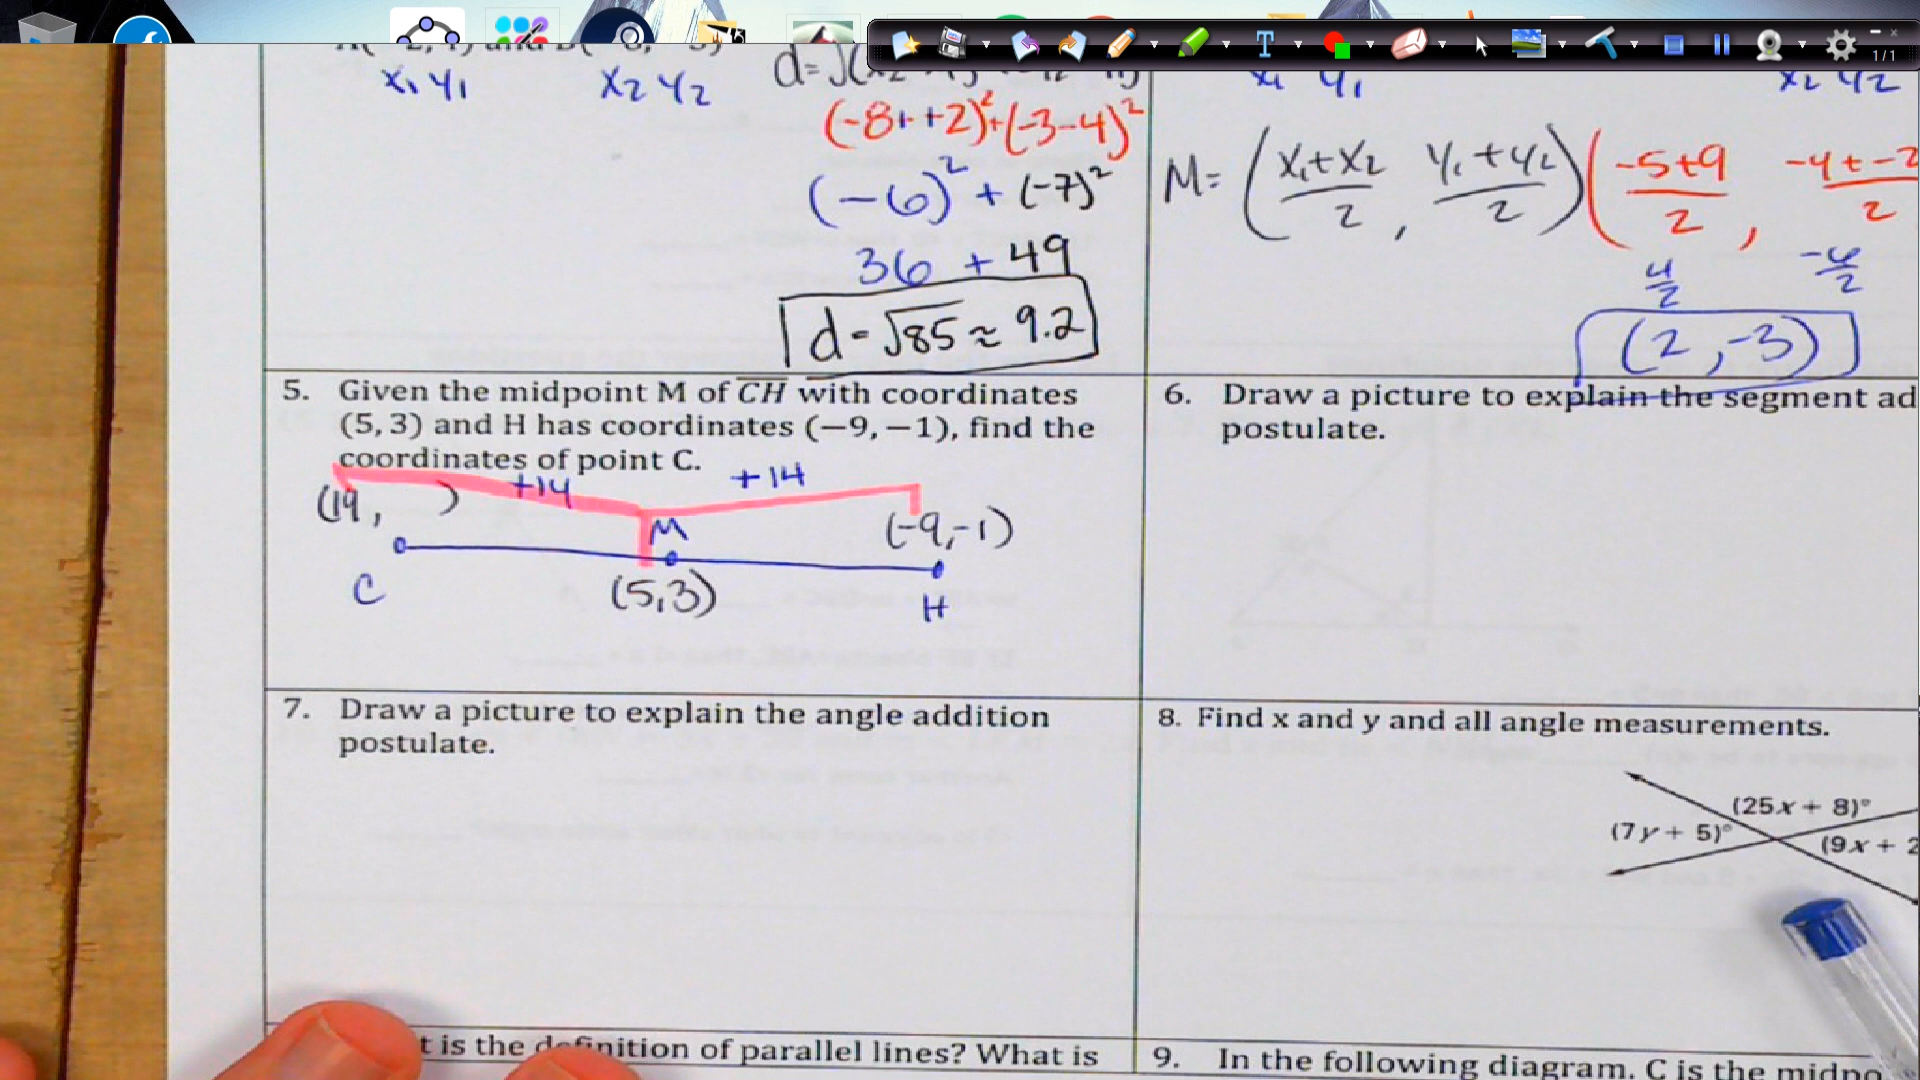 x₁ y₁
x₂ y₂
x₁ y₁
x₂ y₂
(-8+ +2)²+(-3-4)²
(-6)² + (-7)²
36 + 49
d = √85 ≈ 9.2
M = (x₁+x₂/2, y₁+y₂/2) (-5+9/2, -4+-2/2
4/2 -6/2
(2, -3)
5. Given the midpoint M of CH with coordinates
(5, 3) and H has coordinates (−9, −1), find the
coordinates of point C.
+14 +14
(19, ) M (-9,-1)
C (5,3) H
6. Draw a picture to explain the segment ad
postulate.
7. Draw a picture to explain the angle addition
postulate.
8. Find x and y and all angle measurements.
(25x + 8)°
(7y + 5)°
(9x + 2
t is the definition of parallel lines? What is
9. In the following diagram, C is the midpo
1/1